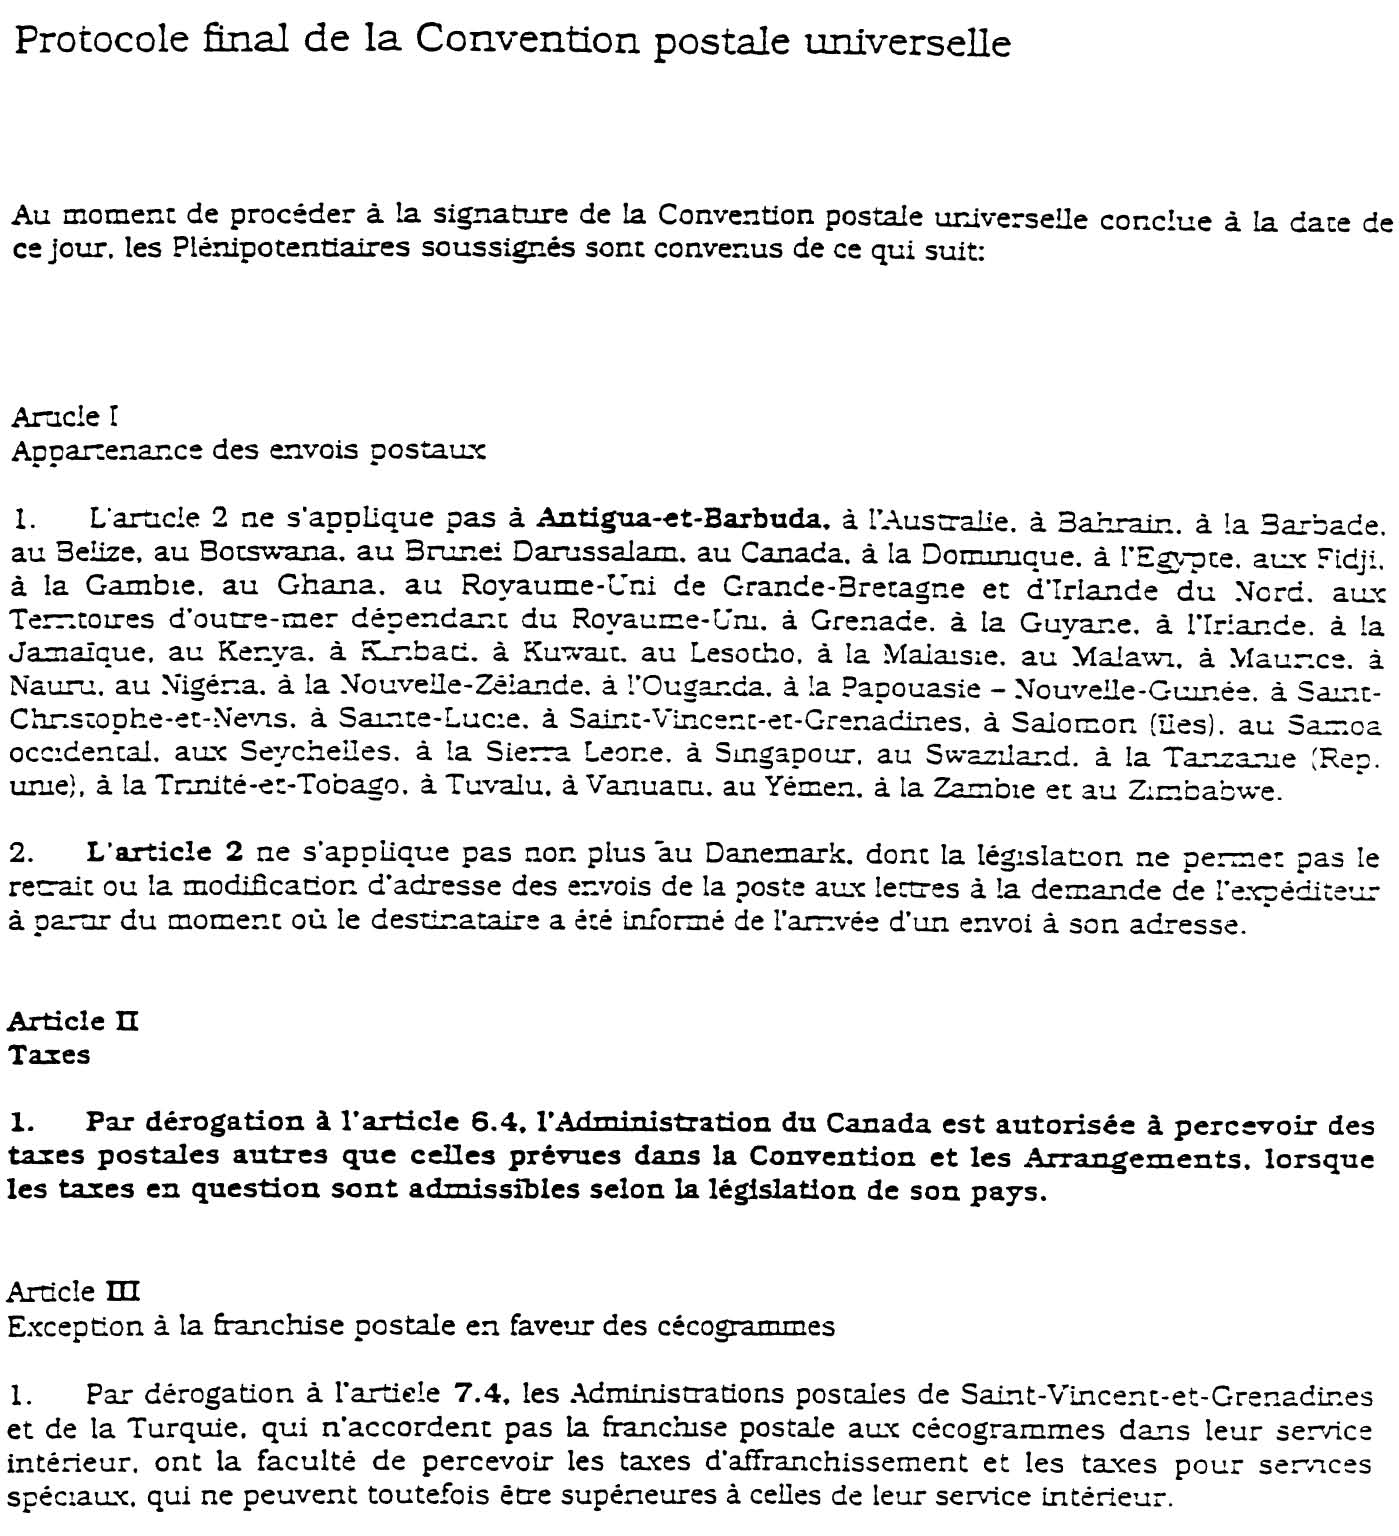 Protocole final de la Convention postale universelle
Au moment de procéder à la signature de la Convention postale universelle conclue à la date de
ce jour, les Plénipotentiaires soussignés sont convenus de ce qui suit:
Article I
Appartenance des envois postaux
1. L'article 2 ne s'applique pas à Antigua-et-Barbuda, à l'Australie, à Bahrain, à la Barbade,
au Belize, au Botswana, au Brunei Darussalam, au Canada, à la Dominique, à l'Egypte, aux Fidji,
à la Gambie, au Ghana, au Royaume-Uni de Grande-Bretagne et d'Irlande du Nord, aux
Territoires d'outre-mer dépendant du Royaume-Uni, à Grenade, à la Guyane, à l'Irlande, à la
Jamaïque, au Kenya, à Kiribati, à Kuwait, au Lesotho, à la Malaisie, au Malawi, à Maurice, à
Nauru, au Nigéria, à la Nouvelle-Zélande, à l'Ouganda, à la Papouasie – Nouvelle-Guinée, à Saint-
Christophe-et-Nevis, à Sainte-Lucie, à Saint-Vincent-et-Grenadines, à Salomon (îles), au Samoa
occidental, aux Seychelles, à la Sierra Leone, à Singapour, au Swaziland, à la Tanzanie (Rep.
unie), à la Trinité-et-Tobago, à Tuvalu, à Vanuatu, au Yémen, à la Zambie et au Zimbabwe.
2. L'article 2 ne s'applique pas non plus au Danemark, dont la législation ne permet pas le
retrait ou la modification d'adresse des envois de la poste aux lettres à la demande de l'expéditeur
à partir du moment où le destinataire a été informé de l'arrivée d'un envoi à son adresse.
Article II
Taxes
1. Par dérogation à l'article 6.4, l'Administration du Canada est autorisée à percevoir des
taxes postales autres que celles prévues dans la Convention et les Arrangements, lorsque
les taxes en question sont admissibles selon la législation de son pays.
Article III
Exception à la franchise postale en faveur des cécogrammes
1. Par dérogation à l'article 7.4, les Administrations postales de Saint-Vincent-et-Grenadines
et de la Turquie, qui n'accordent pas la franchise postale aux cécogrammes dans leur service
intérieur, ont la faculté de percevoir les taxes d'affranchissement et les taxes pour services
spéciaux, qui ne peuvent toutefois être supérieures à celles de leur service intérieur.